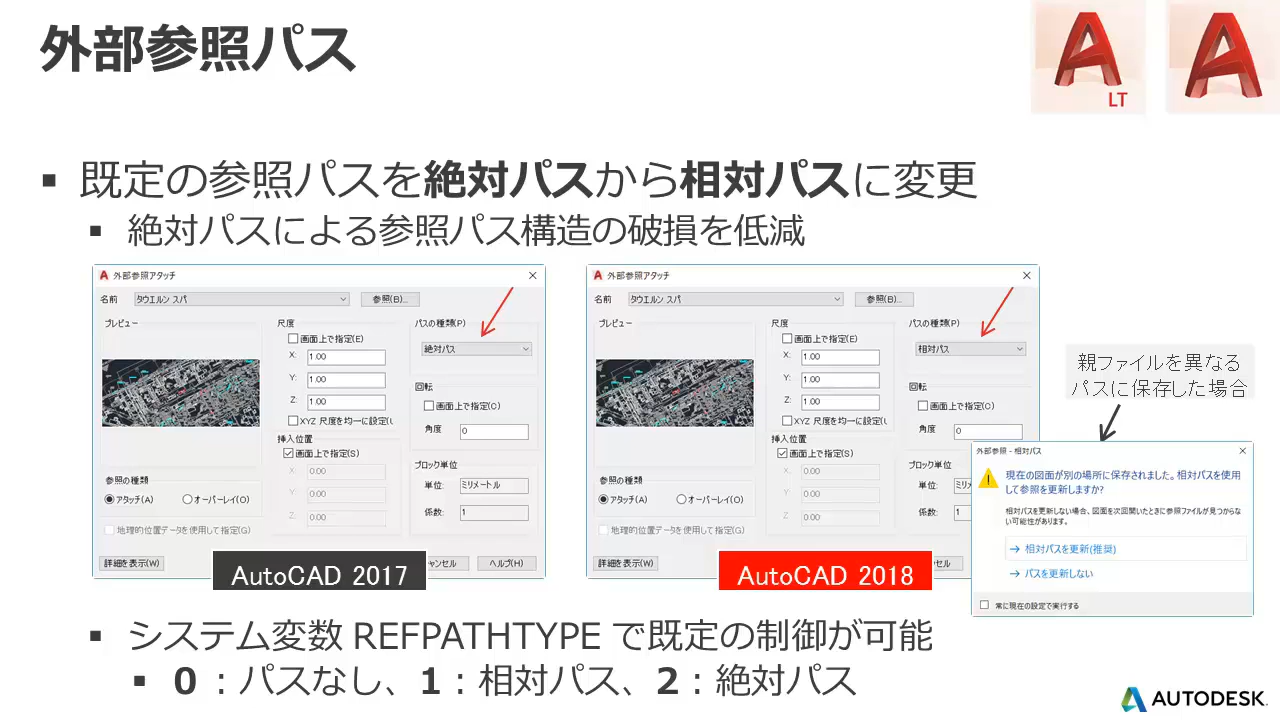 外部参照パス
LT
▪ 既定の参照パスを絶対パスから相対パスに変更
▪ 絶対パスによる参照パス構造の破損を低減
外部参照アタッチ
名前 タウエルン スパ 参照(B)...
プレビュー
尺度
画面上で指定(E)
X: 1.00
Y: 1.00
Z: 1.00
XYZ 尺度を均一に設定(
パスの種類(P)
絶対パス
回転
画面上で指定(C)
角度 0
挿入位置
画面上で指定(S)
X: 0.00
Y: 0.00
Z: 0.00
ブロック単位
単位: ミリメートル
係数: 1
参照の種類
アタッチ(A) オーバーレイ(O)
地理的位置データを使用して指定(G)
詳細を表示(W) ャンセル ヘルプ(H)
AutoCAD 2017
外部参照アタッチ
名前 タウエルン スパ 参照(B)...
プレビュー
尺度
画面上で指定(E)
X: 1.00
Y: 1.00
Z: 1.00
XYZ 尺度を均一に設定(
パスの種類(P)
相対パス
回転
画面上で指定(C)
角度 0
挿入位置
画面上で指定(S)
X: 0.00
Y: 0.00
Z: 0.00
ブロック単位
単位: ミリ
係数: 1
参照の種類
アタッチ(A) オーバーレイ(O)
地理的位置データを使用して指定(G)
詳細を表示(W) セル
AutoCAD 2018
親ファイルを異なる
パスに保存した場合
外部参照 - 相対パス
現在の図面が別の場所に保存されました。相対パスを使用
して参照を更新しますか?
相対パスを更新しない場合、図面を次回開いたときに参照ファイルが見つからな
い可能性があります。
→ 相対パスを更新(推奨)
→ パスを更新しない
常に現在の設定で実行する
▪ システム変数 REFPATHTYPE で既定の制御が可能
▪ 0：パスなし、1：相対パス、2：絶対パス
AUTODESK.